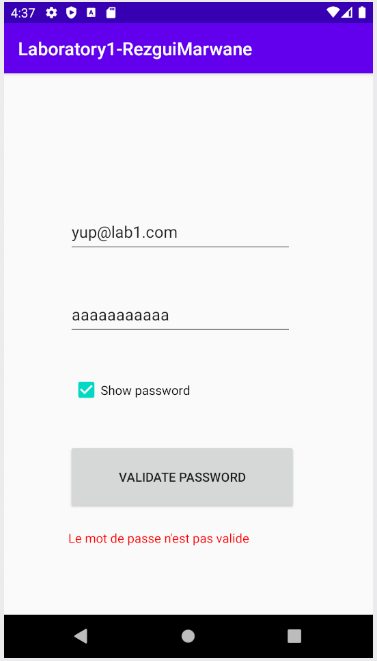 4:37
Laboratory1-RezguiMarwane
yup@lab1.com
aaaaaaaaaaa
Show password
VALIDATE PASSWORD
Le mot de passe n'est pas valide